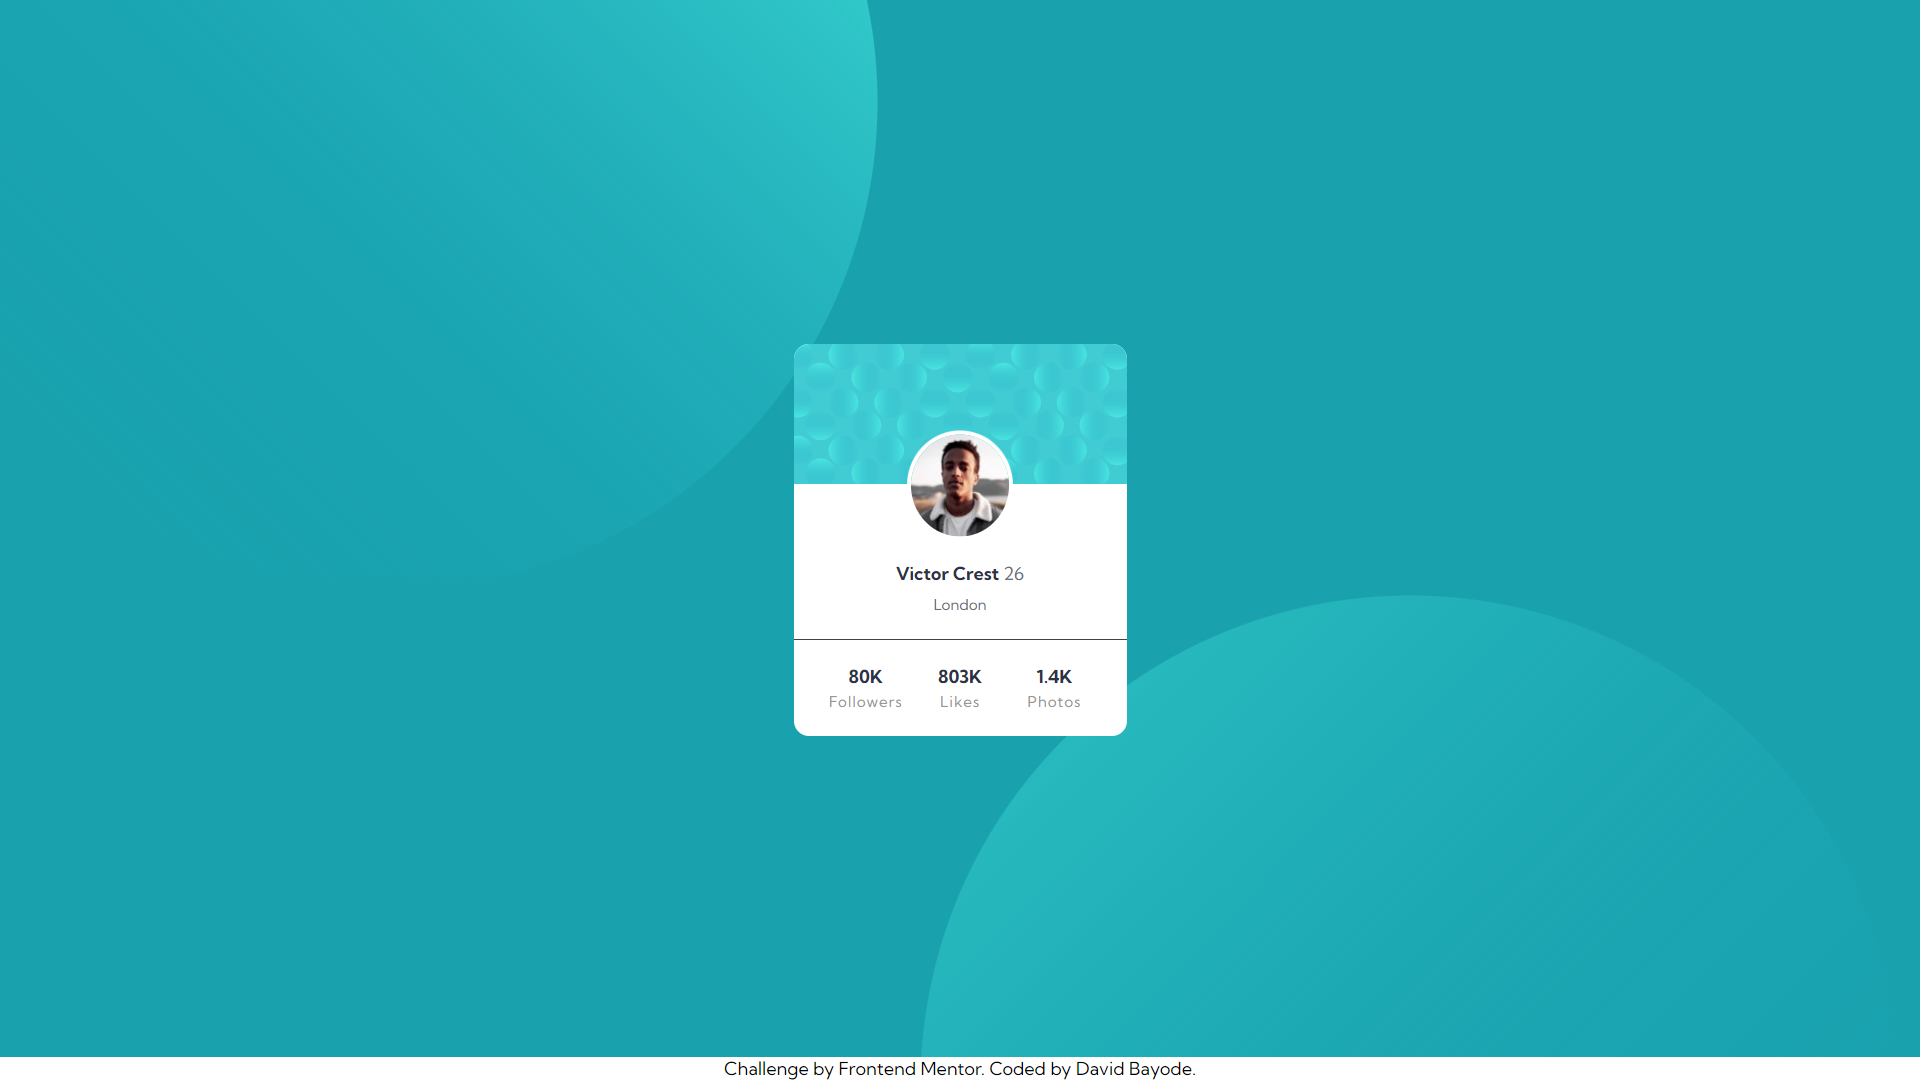 Victor Crest 26
London
80K 803K 1.4K
Followers Likes Photos
Challenge by Frontend Mentor. Coded by David Bayode.